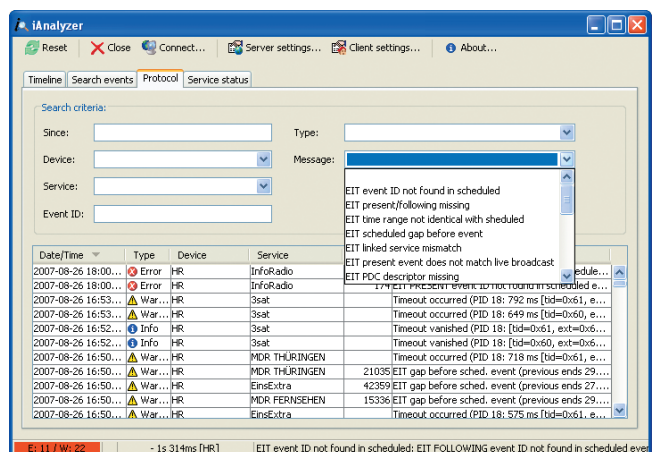 iAnalyzer
Reset Close Connect... Server settings... Client settings... About...
Timeline Search events Protocol Service status
Search criteria:
Since: Type:
Device: Message:
Service:
Event ID:
EIT event ID not found in scheduled
EIT present/following missing
EIT time range not identical with sheduled
EIT scheduled gap before event
EIT linked service mismatch
EIT present event does not match live broadcast
EIT PDC descriptor missing
Date/Time Type Device Service
2007-08-26 18:00... Error HR InfoRadio edule...
2007-08-26 18:00... Error HR InfoRadio 174 EIT PRESENT event ID not found in scheduled e...
2007-08-26 16:53... War... HR 3sat Timeout occurred (PID 18: 792 ms [tid=0x61, e...
2007-08-26 16:53... War... HR 3sat Timeout occurred (PID 18: 649 ms [tid=0x60, e...
2007-08-26 16:52... Info HR 3sat Timeout vanished (PID 18: [tid=0x61, ext=0x6...
2007-08-26 16:52... Info HR 3sat Timeout vanished (PID 18: [tid=0x60, ext=0x6...
2007-08-26 16:50... War... HR MDR THÜRINGEN Timeout occurred (PID 18: 718 ms [tid=0x61, e...
2007-08-26 16:50... War... HR MDR THÜRINGEN 21035 EIT gap before sched. event (previous ends 29....
2007-08-26 16:50... War... HR EinsExtra 42359 EIT gap before sched. event (previous ends 27....
2007-08-26 16:50... War... HR MDR FERNSEHEN 15336 EIT gap before sched. event (previous ends 29....
2007-08-26 16:50... War... HR EinsExtra Timeout occurred (PID 18: 575 ms [tid=0x61, e...
E: 11 / W: 22 - 1s 314ms [HR] EIT event ID not found in scheduled: EIT FOLLOWING event ID not found in scheduled ever